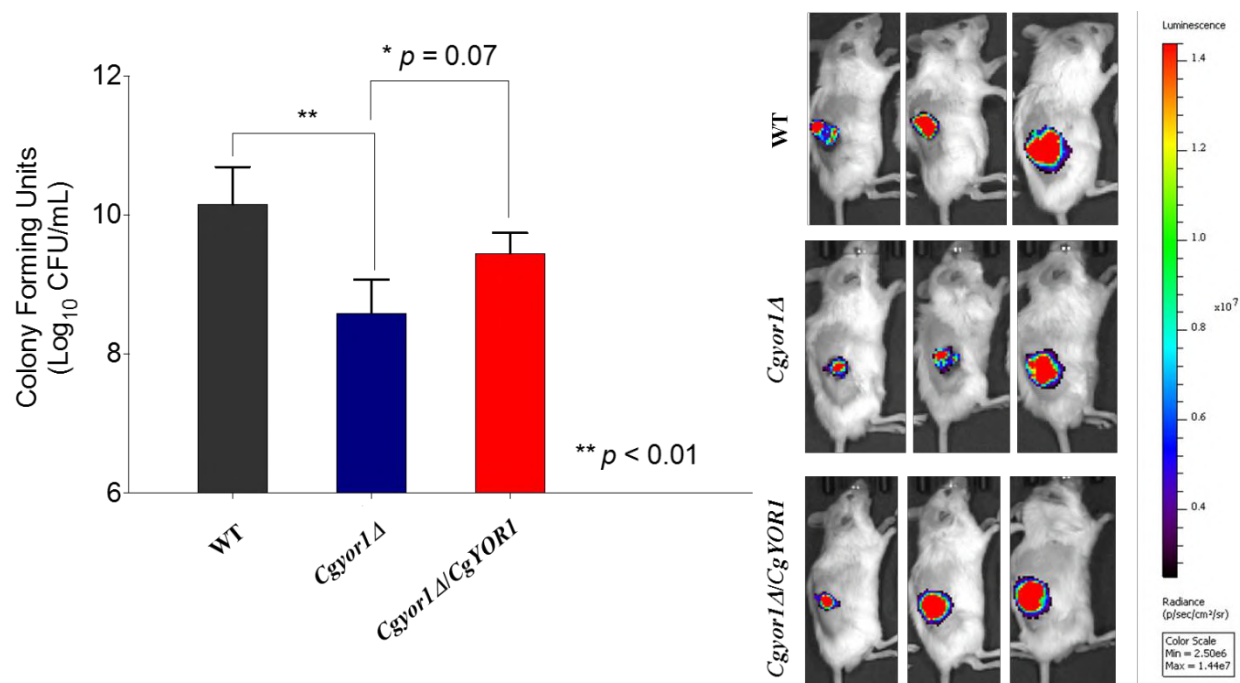 Colony Forming Units
(Log10 CFU/mL)
12
10
8
6
* p = 0.07
**
** p < 0.01
WT
Cgyor1Δ
Cgyor1Δ/CgYOR1
WT
Cgyor1Δ
Cgyor1Δ/CgYOR1
Luminescence
1.4
1.2
1.0
x10^7
0.8
0.6
0.4
Radiance
(p/sec/cm²/sr)
Color Scale
Min = 2.50e6
Max = 1.44e7